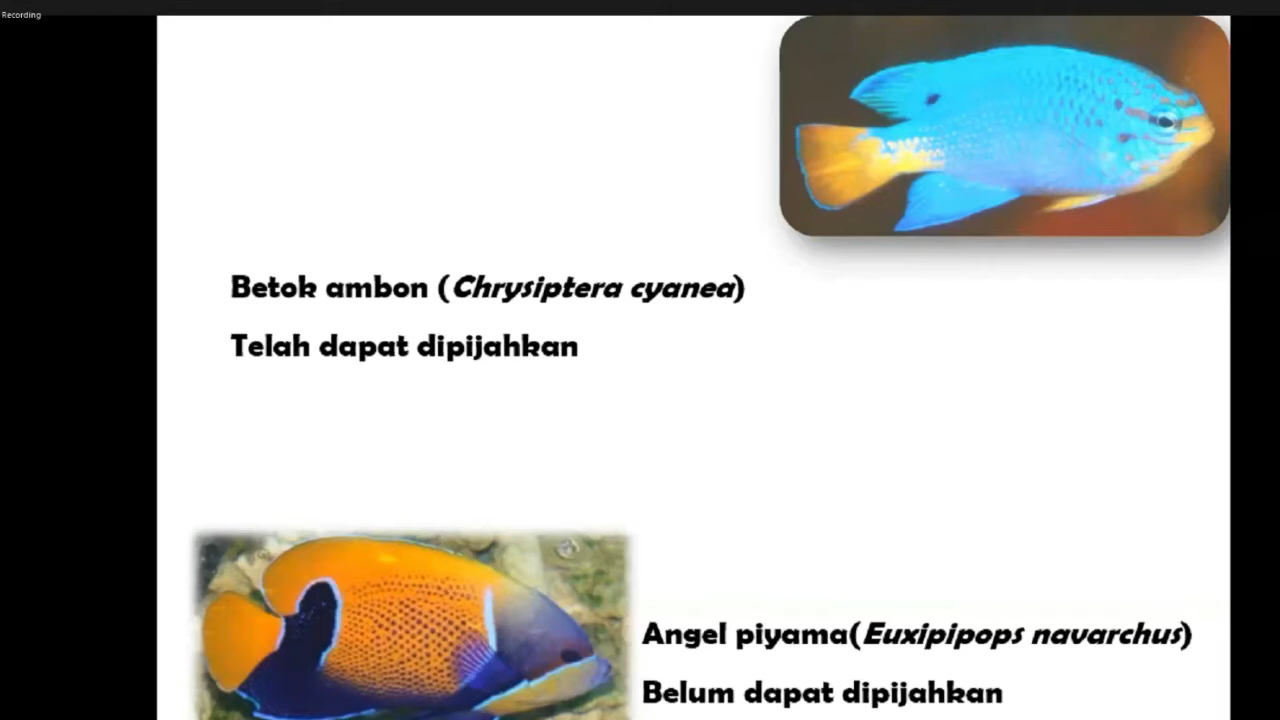 Recording
Betok ambon (Chrysiptera cyanea)
Telah dapat dipijahkan
Angel piyama(Euxipipops navarchus)
Belum dapat dipijahkan